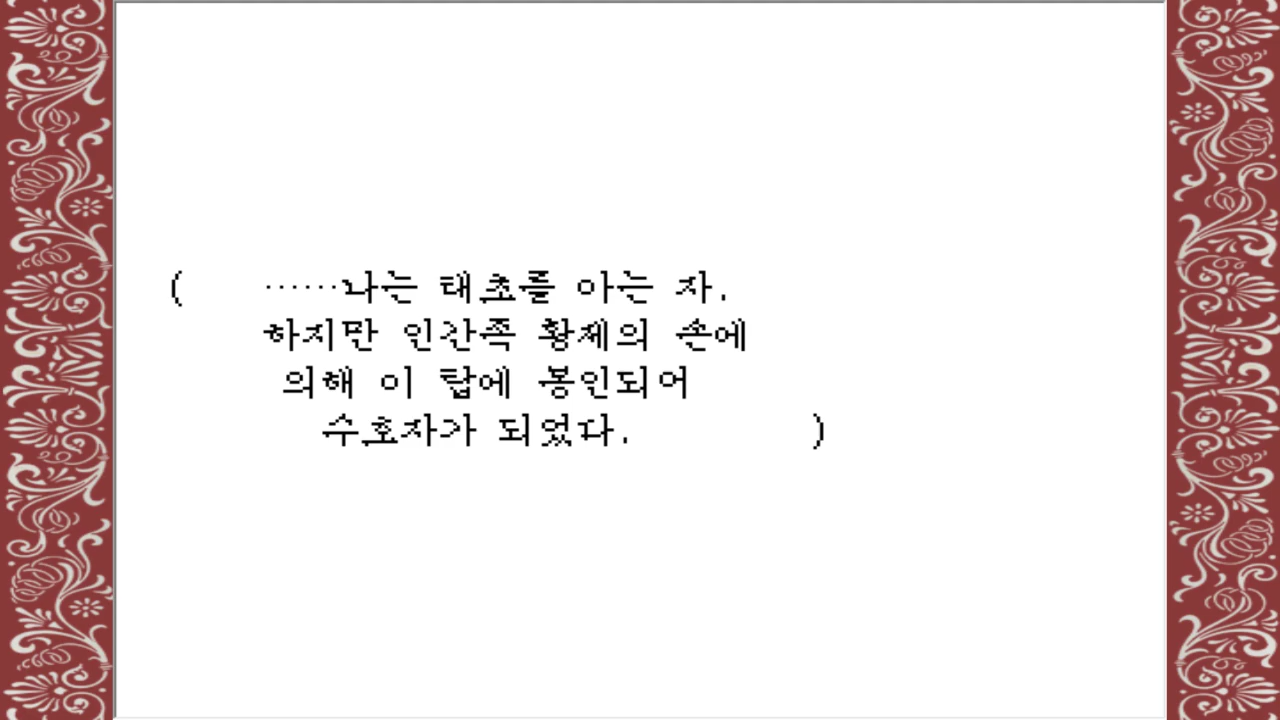 ( ……나는 태초를 아는 자.
하지만 인간족 황제의 손에
의해 이 탑에 봉인되어
수호자가 되었다. )